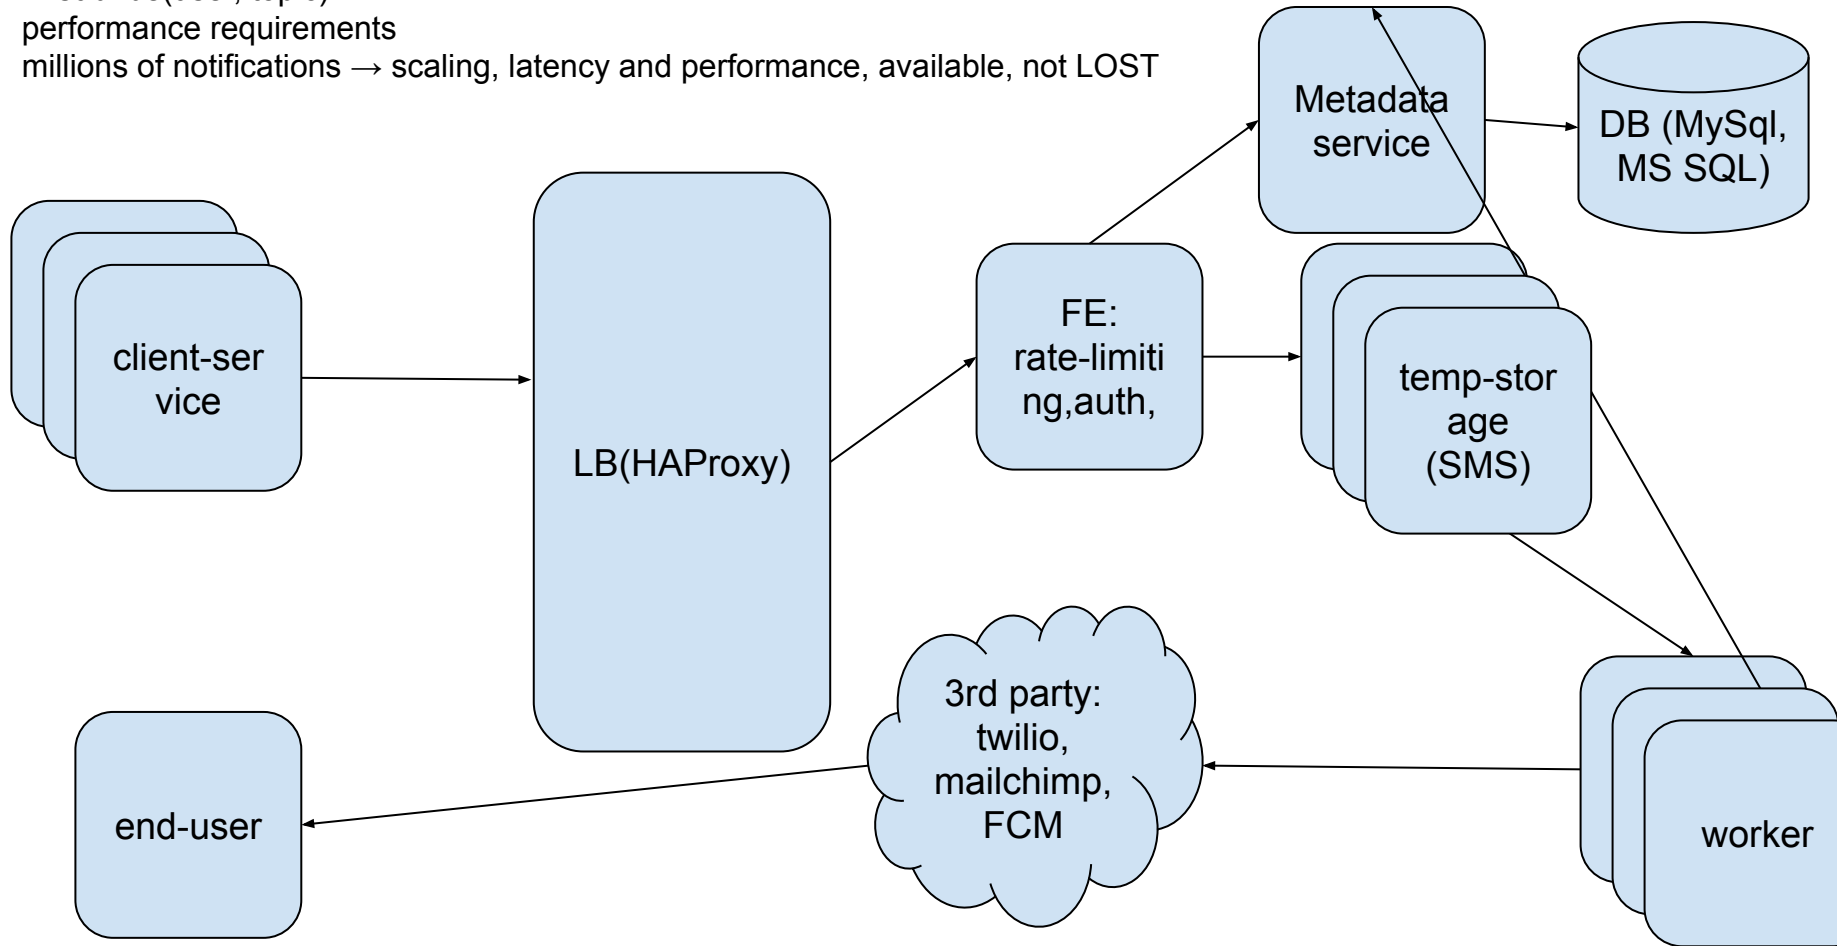 performance requirements
millions of notifications → scaling, latency and performance, available, not LOST
Metadata
service
DB (MySql,
MS SQL)
client-ser
vice
LB(HAProxy)
FE:
rate-limiti
ng,auth,
temp-stor
age
(SMS)
3rd party:
twilio,
mailchimp,
FCM
end-user
worker